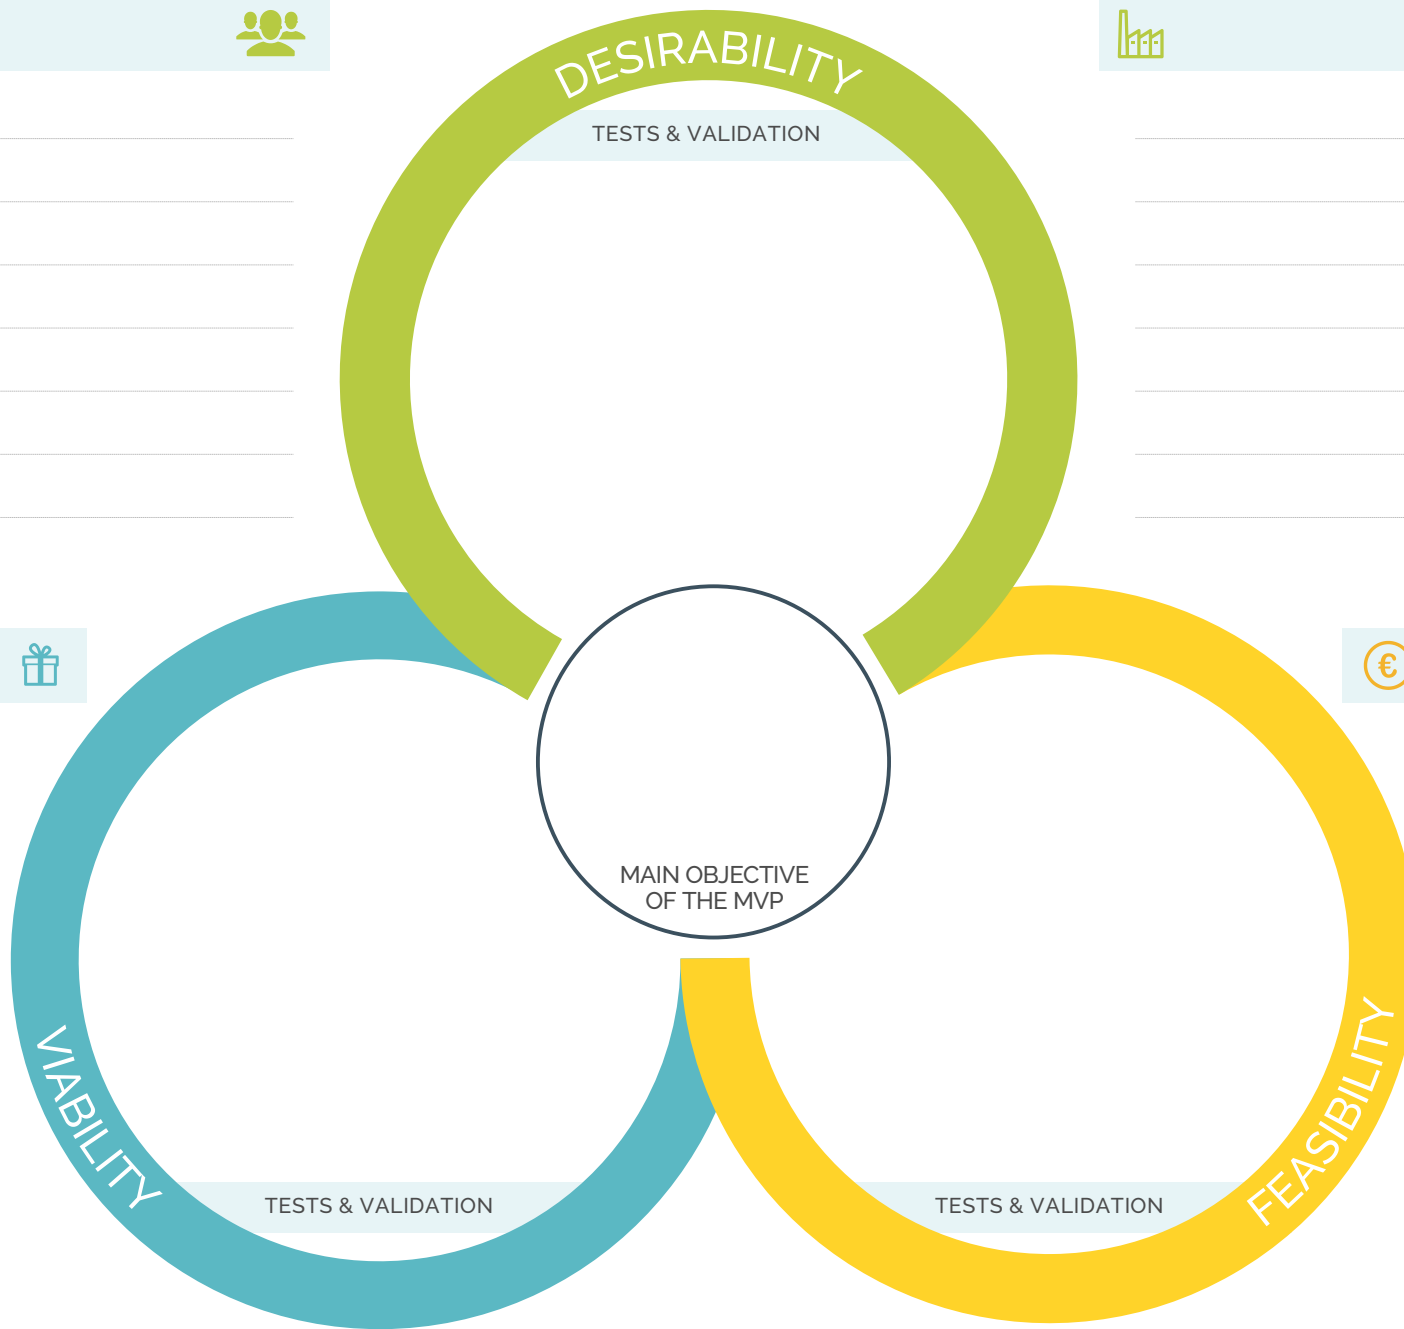 DESIRABILITY
TESTS & VALIDATION
MAIN OBJECTIVE
OF THE MVP
VIABILITY
FEASIBILITY
TESTS & VALIDATION
TESTS & VALIDATION